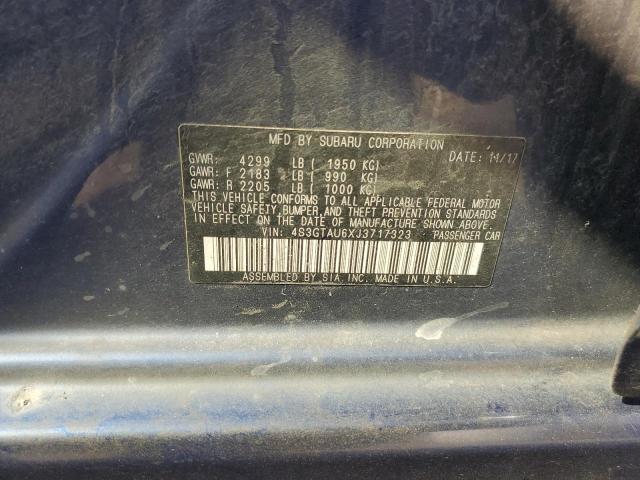 MFD BY SUBARU CORPORATION
GVWR: 4299 LB ( 1950 KG) DATE: 11/17
GAWR: F 2183 LB ( 990 KG)
GAWR: R 2205 LB ( 1000 KG)
THIS VEHICLE CONFORMS TO ALL APPLICABLE FEDERAL MOTOR
VEHICLE SAFETY, BUMPER, AND THEFT PREVENTION STANDARDS
IN EFFECT ON THE DATE OF MANUFACTURE SHOWN ABOVE.
VIN: 4S3GTAU6XJ3717323 PASSENGER CAR
ASSEMBLED BY SIA, INC. MADE IN U.S.A.